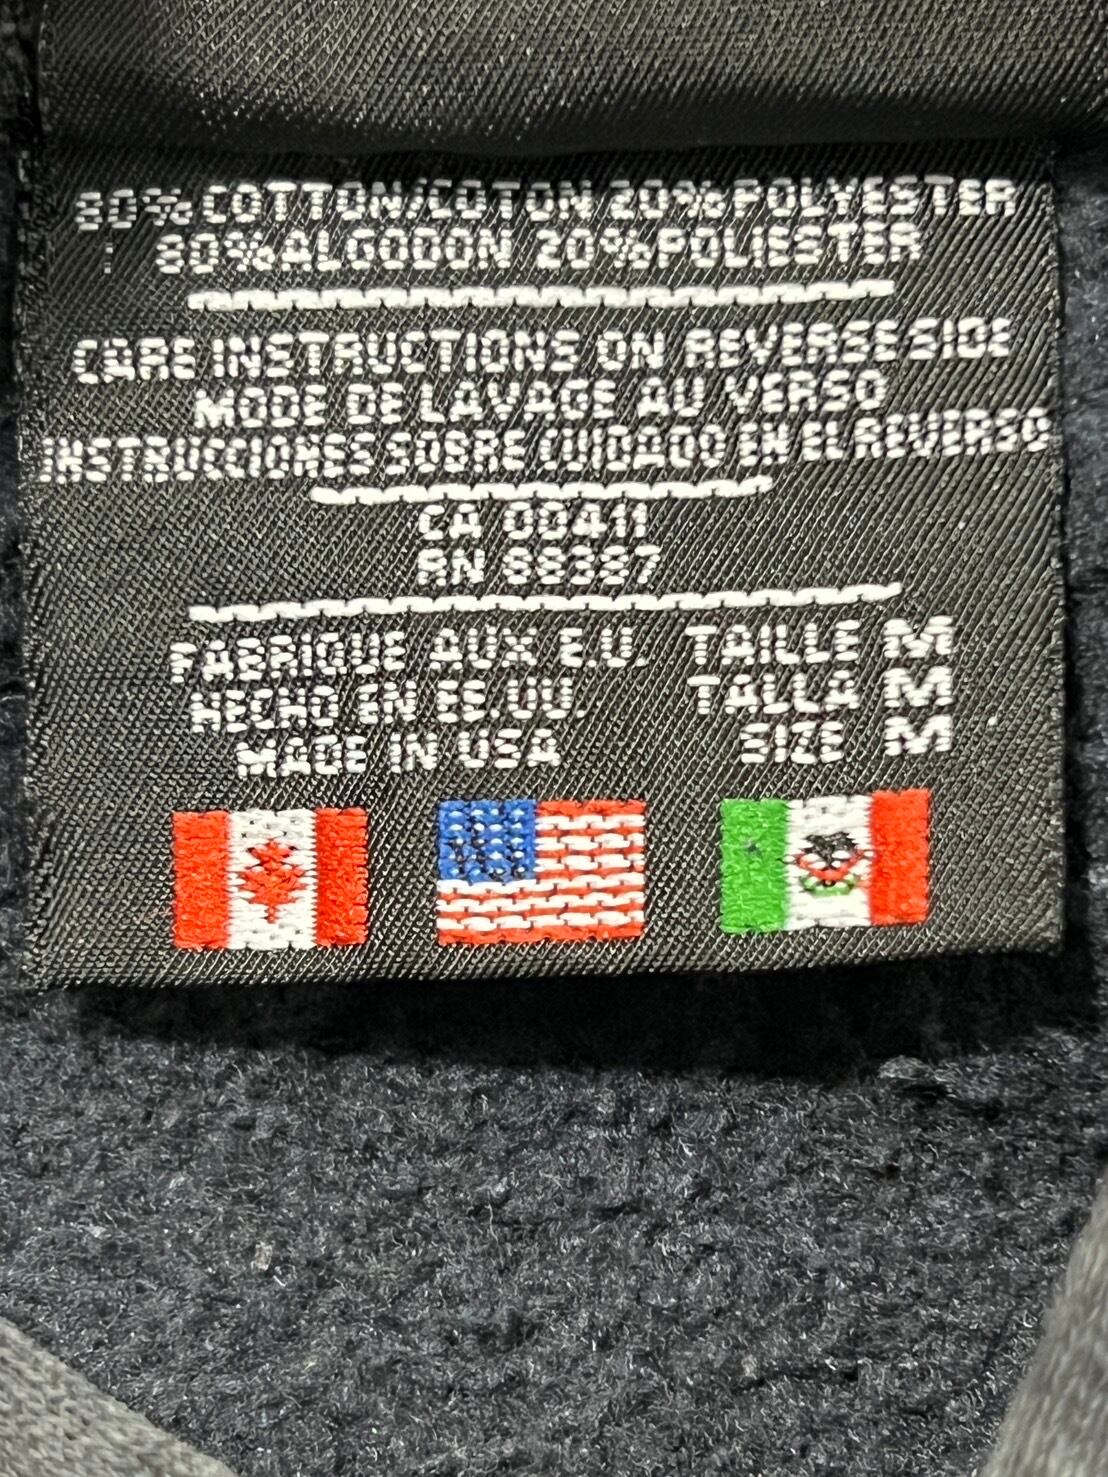 80% COTTON/COTON 20% POLYESTER
80% ALGODON 20% POLIESTER
CARE INSTRUCTIONS ON REVERSE SIDE
MODE DE LAVAGE AU VERSO
INSTRUCCIONES SOBRE CUIDADO EN EL REVERSO
CA 00411
RN
FABRIQUE AUX E.U. TAILLE M
HECHO EN EE.UU. TALLA M
MADE IN USA SIZE M